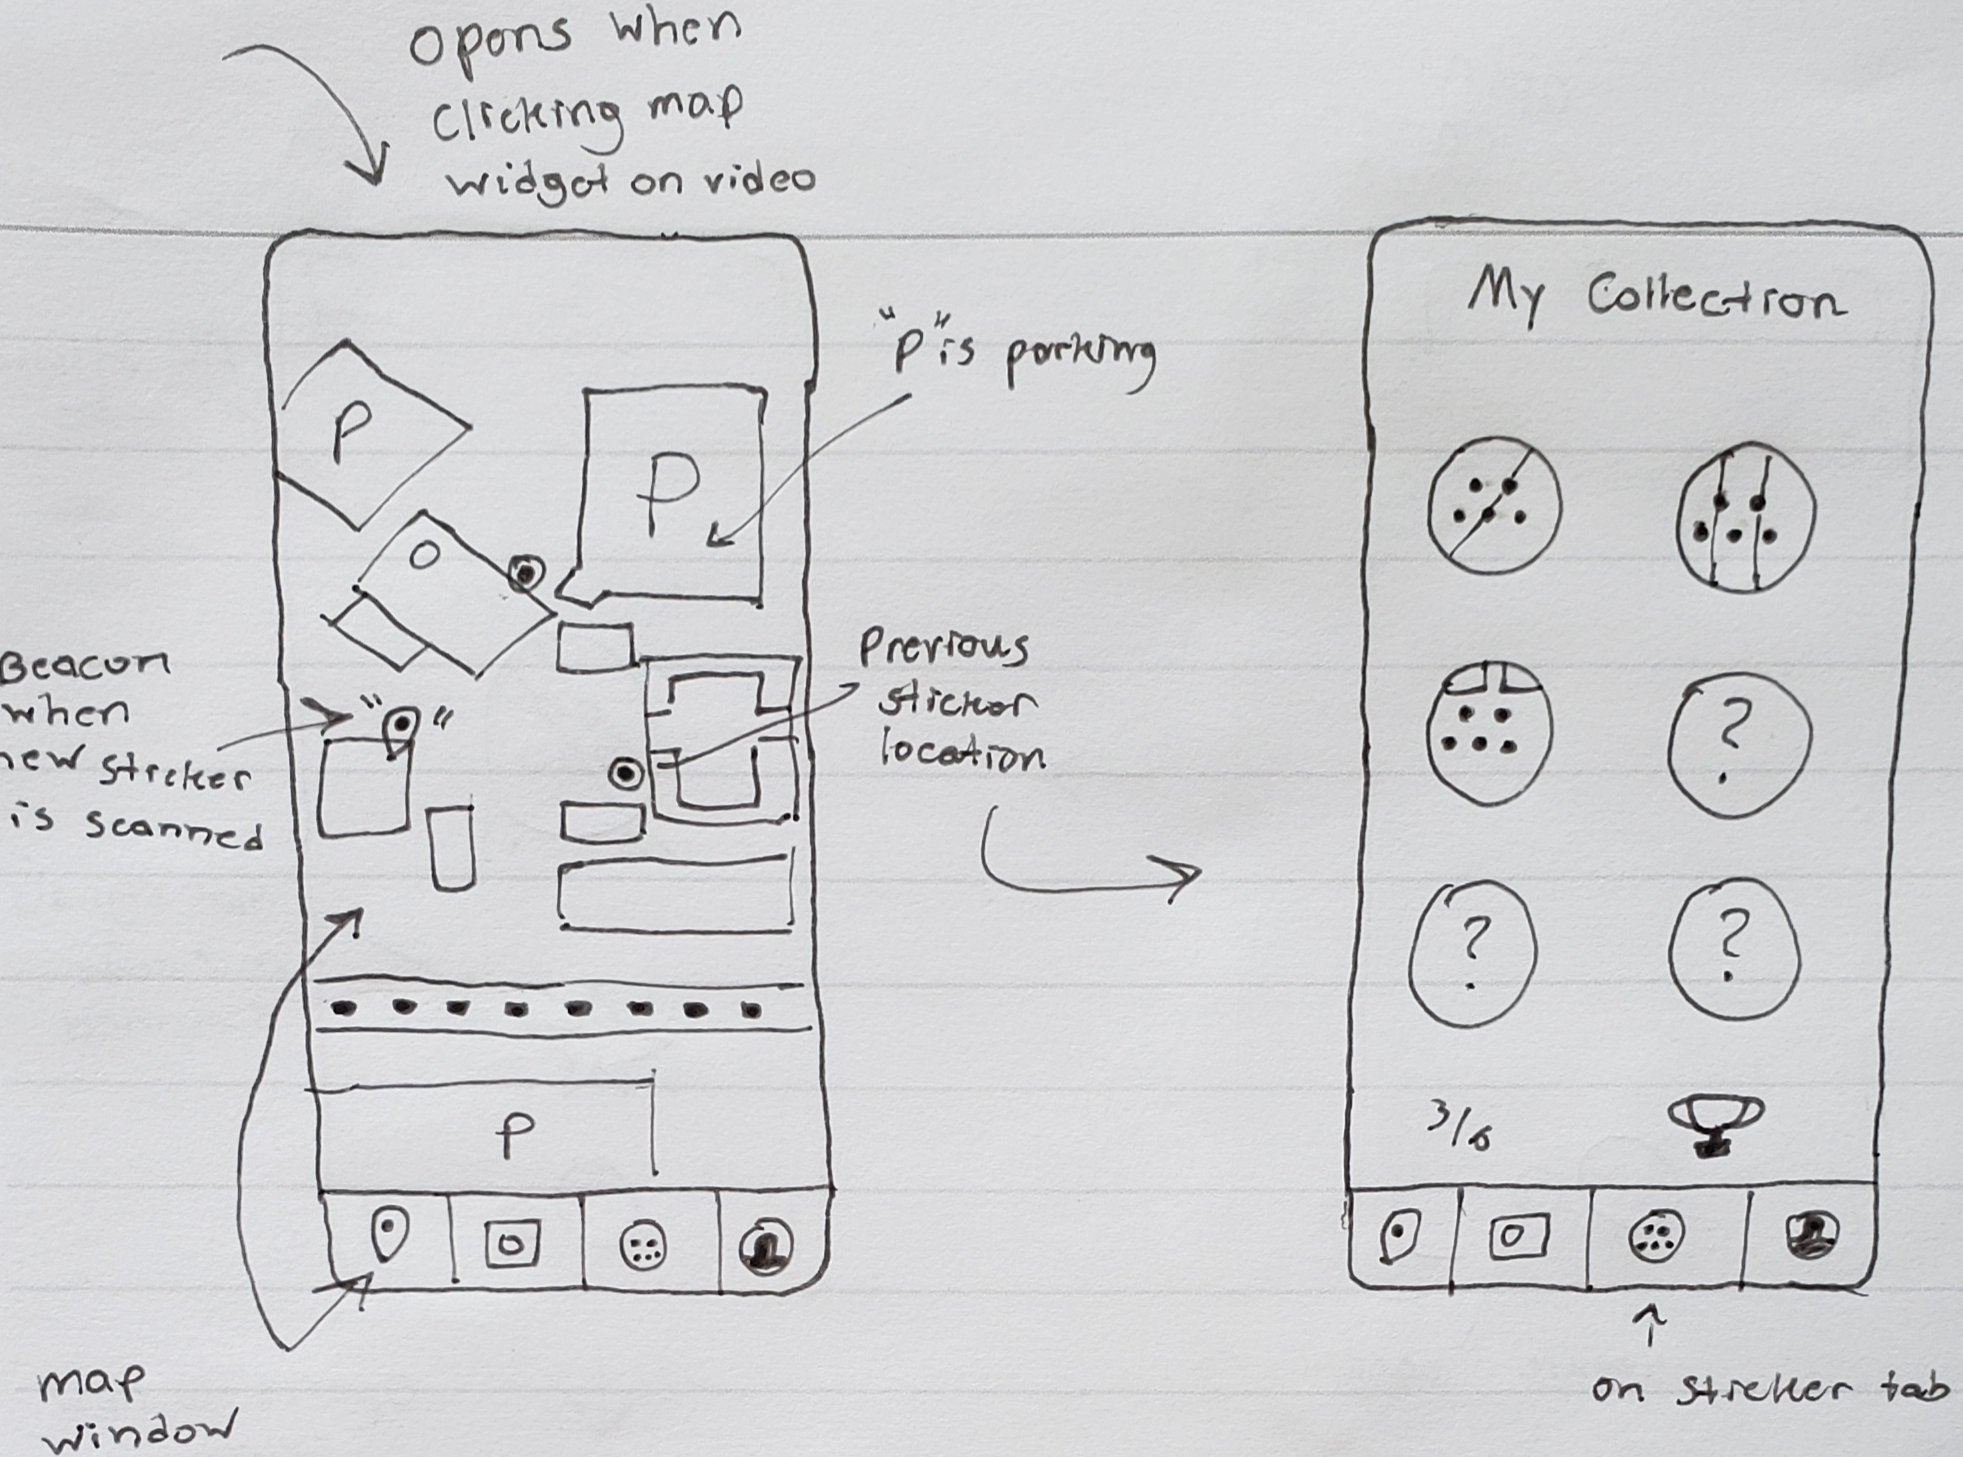 Opens when
clicking map
widget on video
"P" is parking
My Collection
P
P
O
Beacon
when
new sticker
is scanned
" "
Previous
sticker
location
?
?
?
P
3/6
map
window
on sticker tab